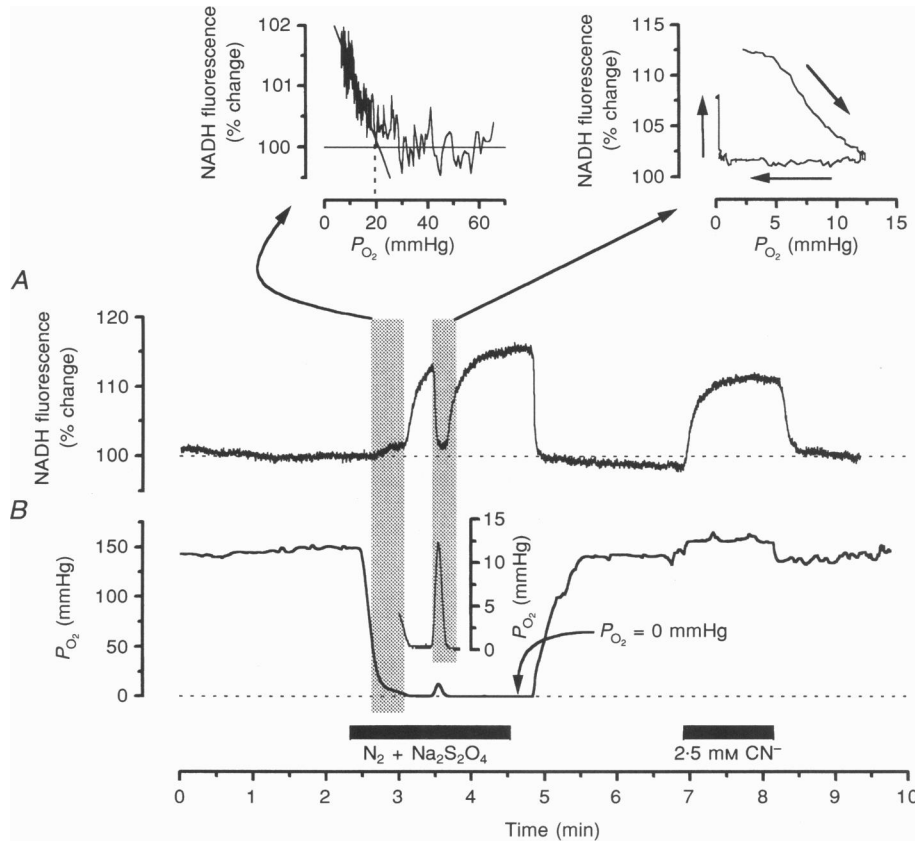 102
101
100
NADH fluorescence
(% change)
0 20 40 60
PO2 (mmHg)
115
110
105
100
NADH fluorescence
(% change)
0 5 10 15
PO2 (mmHg)
A
120
110
100
NADH fluorescence
(% change)
B
150
100
50
0
PO2 (mmHg)
15
10
5
0
PO2 (mmHg)
PO2 = 0 mmHg
N2 + Na2S2O4
2·5 mM CN−
0 1 2 3 4 5 6 7 8 9 10
Time (min)